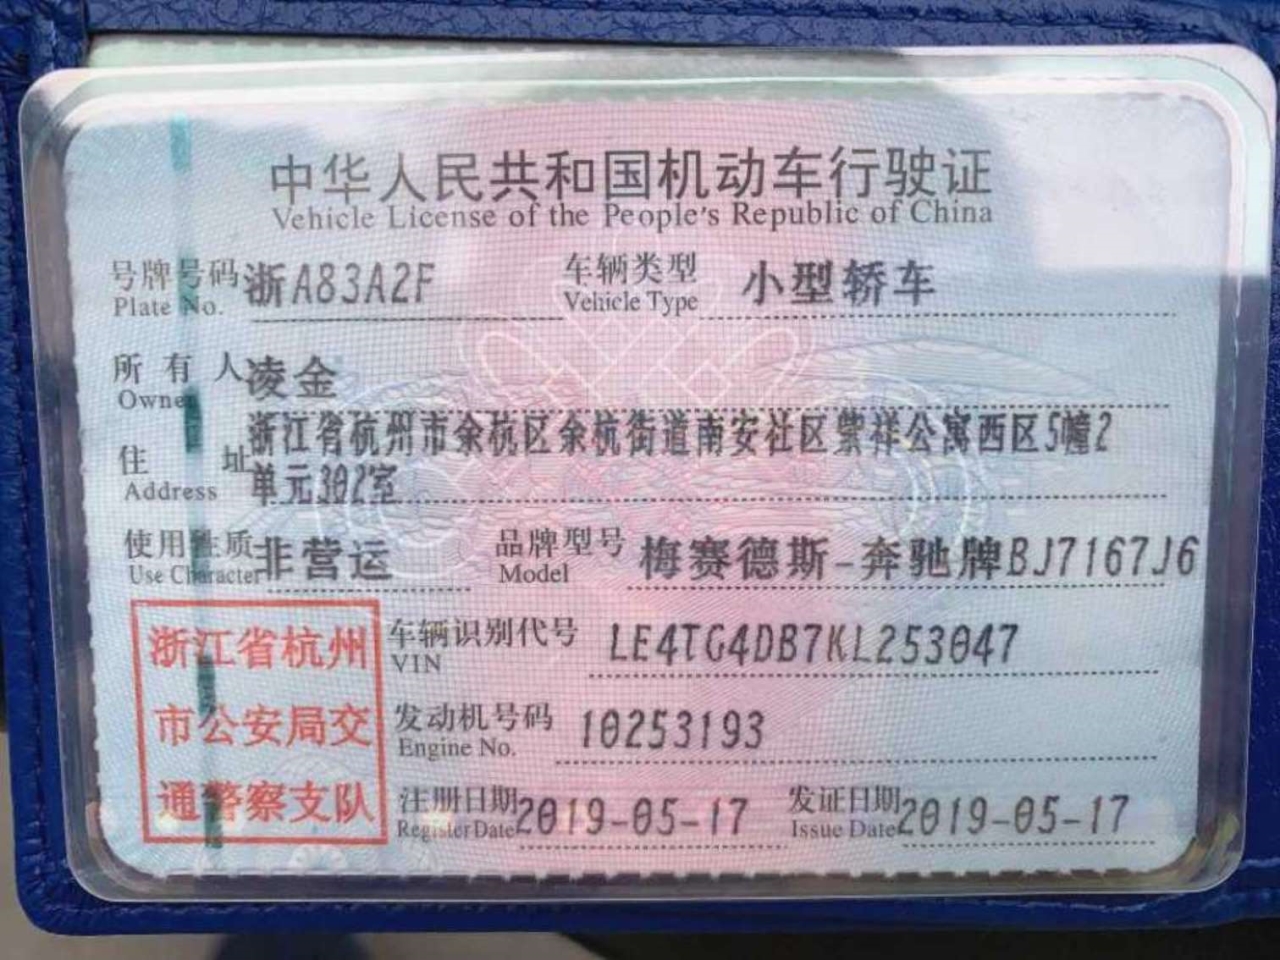 中华人民共和国机动车行驶证
Vehicle License of the People's Republic of China
号牌号码 浙A83A2F 车辆类型 小型轿车
Plate No. Vehicle Type
所有人 凌金
Owner
浙江省杭州市余杭区余杭街道南安社区紫祥公寓西区5幢2
住址 单元302室
Address
使用性质 非营运 品牌型号 梅赛德斯-奔驰牌BJ7167J6
Use Character Model
浙江省杭州 车辆识别代号 LE4TG4DB7KL253047
VIN
市公安局交 发动机号码 10253193
Engine No.
通警察支队 注册日期 2019-05-17 发证日期 2019-05-17
Register Date Issue Date